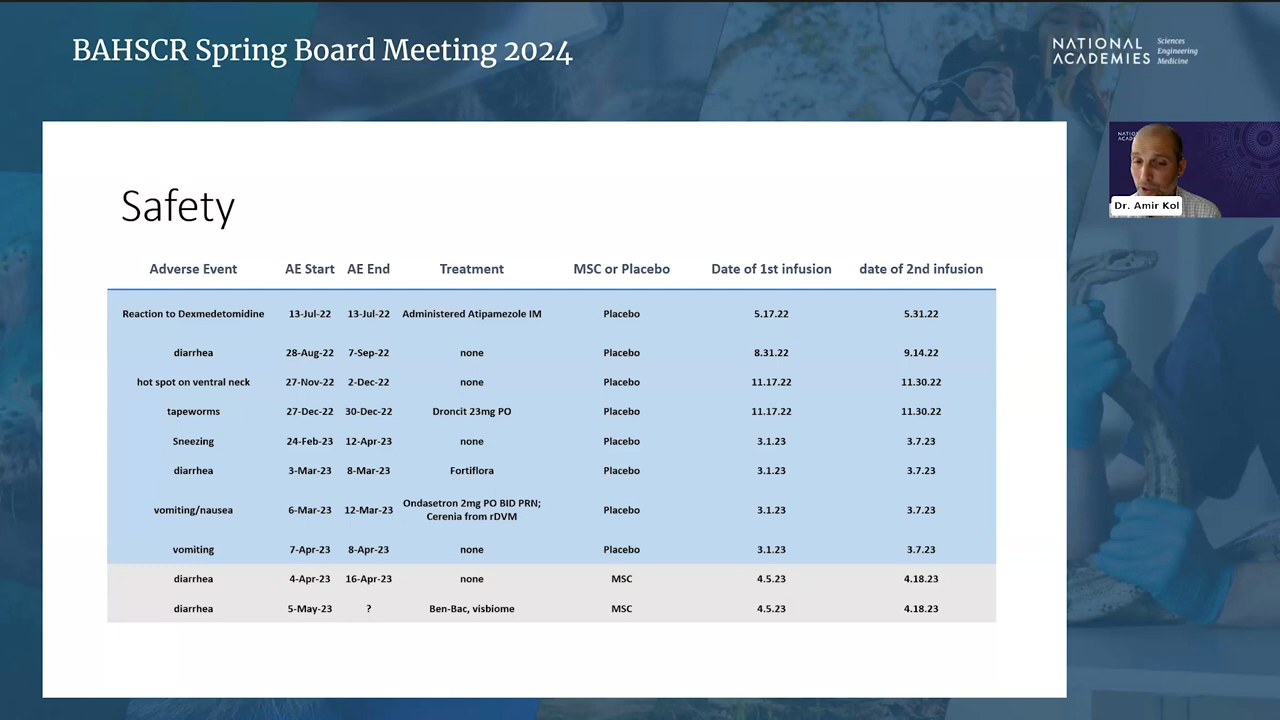 BAHSCR Spring Board Meeting 2024
NATIONAL ACADEMIES
Sciences
Engineering
Medicine
Dr. Amir Kol
Safety
Adverse Event AE Start AE End Treatment MSC or Placebo Date of 1st infusion date of 2nd infusion
Reaction to Dexmedetomidine 13-Jul-22 13-Jul-22 Administered Atipamezole IM Placebo 5.17.22 5.31.22
diarrhea 28-Aug-22 7-Sep-22 none Placebo 8.31.22 9.14.22
hot spot on ventral neck 27-Nov-22 2-Dec-22 none Placebo 11.17.22 11.30.22
tapeworms 27-Dec-22 30-Dec-22 Droncit 23mg PO Placebo 11.17.22 11.30.22
Sneezing 24-Feb-23 12-Apr-23 none Placebo 3.1.23 3.7.23
diarrhea 3-Mar-23 8-Mar-23 Fortiflora Placebo 3.1.23 3.7.23
vomiting/nausea 6-Mar-23 12-Mar-23 Ondasetron 2mg PO BID PRN; Cerenia from rDVM Placebo 3.1.23 3.7.23
vomiting 7-Apr-23 8-Apr-23 none Placebo 3.1.23 3.7.23
diarrhea 4-Apr-23 16-Apr-23 none MSC 4.5.23 4.18.23
diarrhea 5-May-23 ? Ben-Bac, visbiome MSC 4.5.23 4.18.23